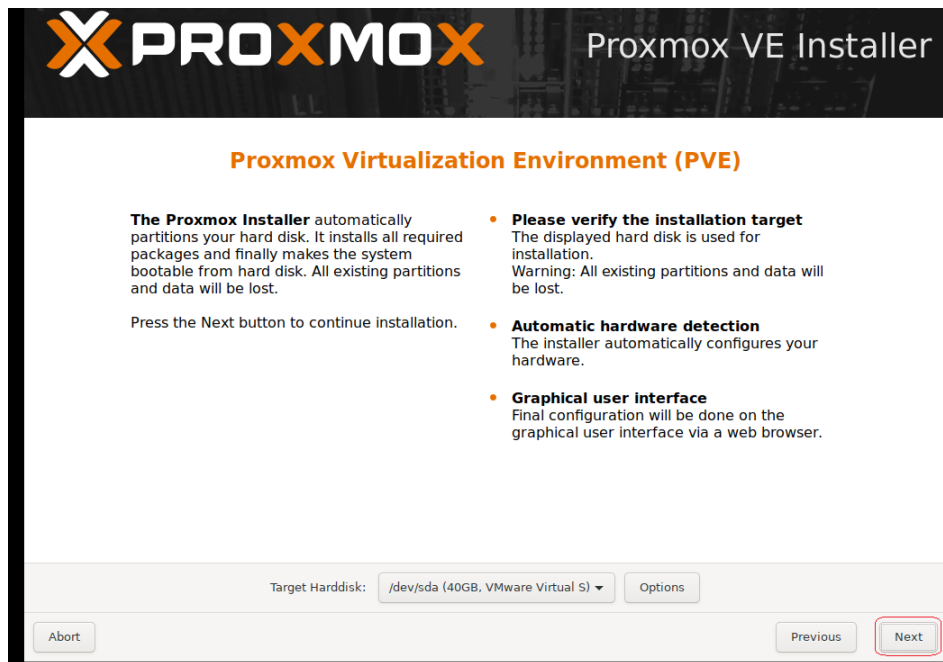 PROXMOX
Proxmox VE Installer
Proxmox Virtualization Environment (PVE)
The Proxmox Installer automatically
partitions your hard disk. It installs all required
packages and finally makes the system
bootable from hard disk. All existing partitions
and data will be lost.
Press the Next button to continue installation.
Please verify the installation target
The displayed hard disk is used for
installation.
Warning: All existing partitions and data will
be lost.
Automatic hardware detection
The installer automatically configures your
hardware.
Graphical user interface
Final configuration will be done on the
graphical user interface via a web browser.
Target Harddisk: /dev/sda (40GB, VMware Virtual S) Options
Abort Previous Next